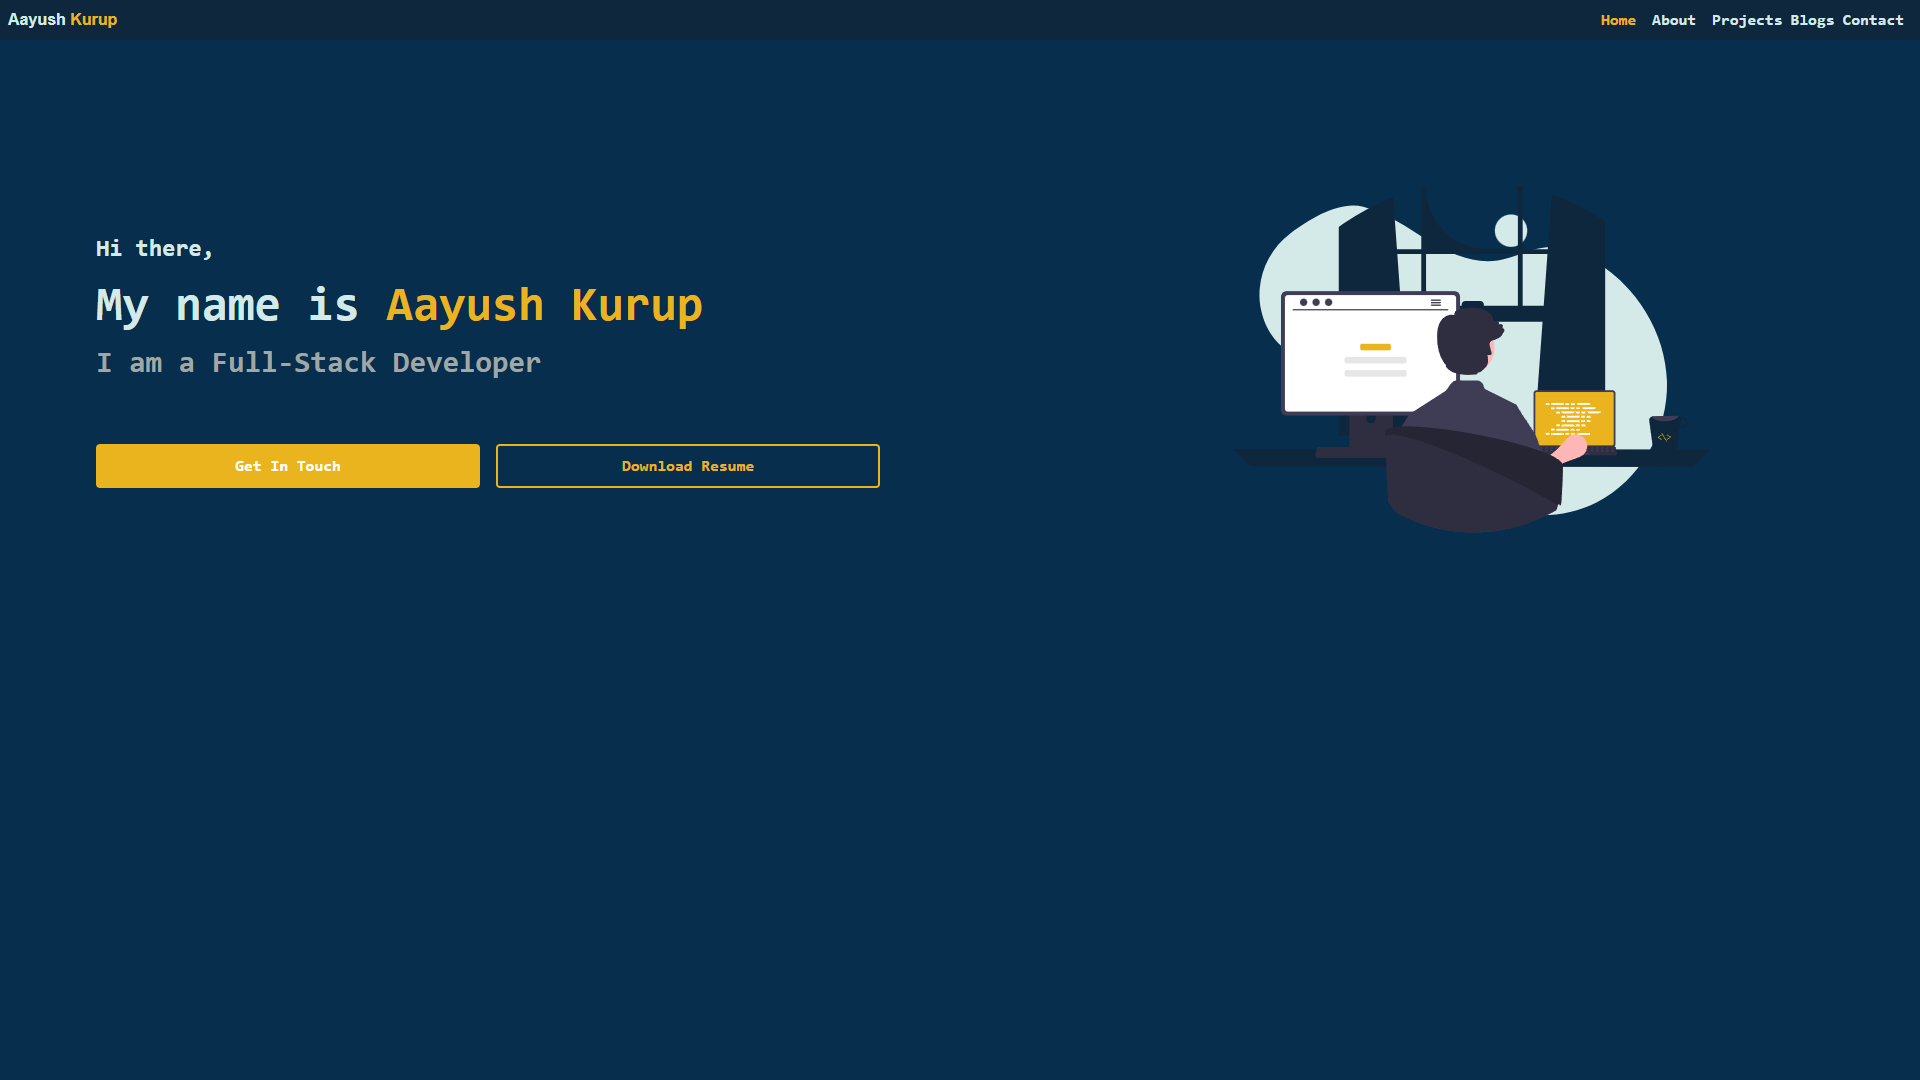 Aayush Kurup
Home About Projects Blogs Contact
Hi there,
My name is Aayush Kurup
I am a Full-Stack Developer
Get In Touch
Download Resume